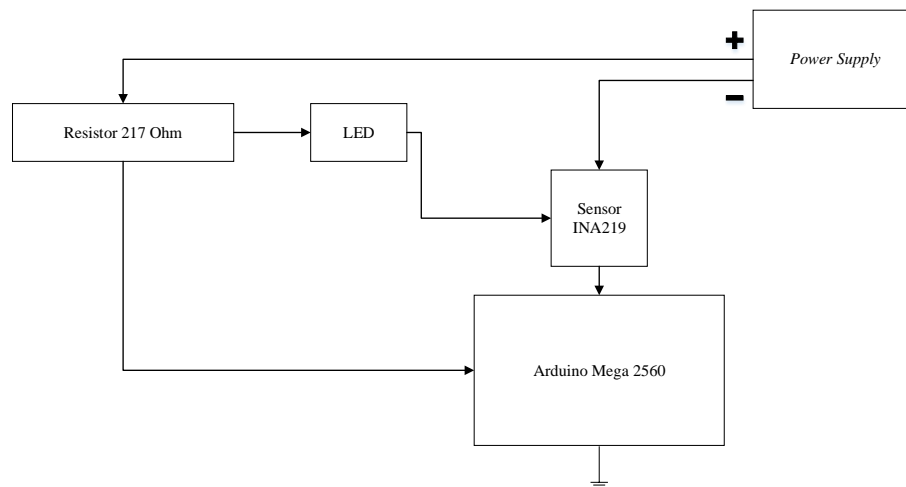 +
Power Supply
−
Resistor 217 Ohm
LED
Sensor
INA219
Arduino Mega 2560